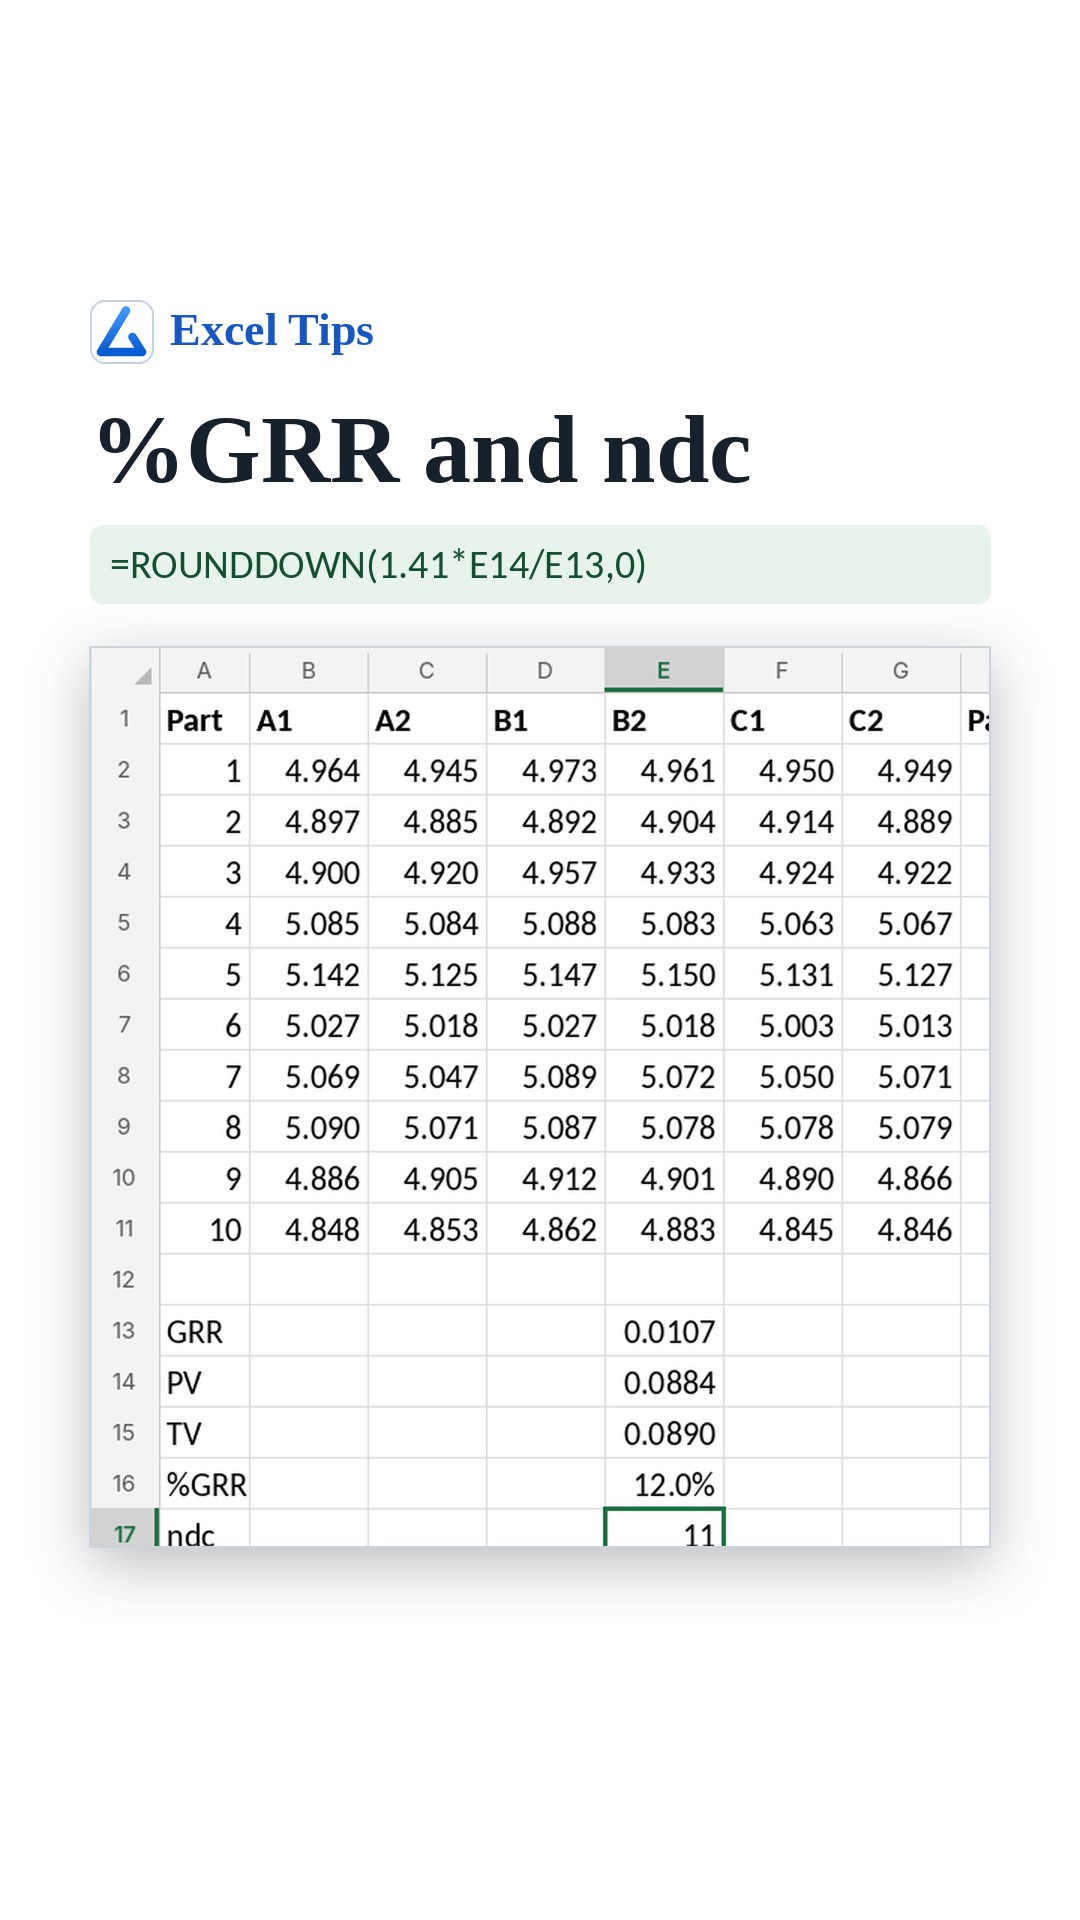 Excel Tips
%GRR and ndc
=ROUNDDOWN(1.41*E14/E13,0)
A B C D E F G
1 Part A1 A2 B1 B2 C1 C2
2 1 4.964 4.945 4.973 4.961 4.950 4.949
3 2 4.897 4.885 4.892 4.904 4.914 4.889
4 3 4.900 4.920 4.957 4.933 4.924 4.922
5 4 5.085 5.084 5.088 5.083 5.063 5.067
6 5 5.142 5.125 5.147 5.150 5.131 5.127
7 6 5.027 5.018 5.027 5.018 5.003 5.013
8 7 5.069 5.047 5.089 5.072 5.050 5.071
9 8 5.090 5.071 5.087 5.078 5.078 5.079
10 9 4.886 4.905 4.912 4.901 4.890 4.866
11 10 4.848 4.853 4.862 4.883 4.845 4.846
12
13 GRR 0.0107
14 PV 0.0884
15 TV 0.0890
16 %GRR 12.0%
17 ndc 11